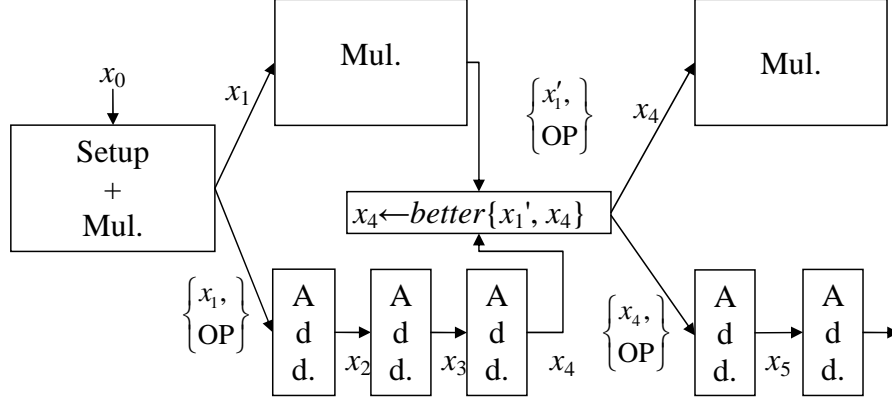 x₀
Setup
+
Mul.
x₁
Mul.
{x₁′,
OP}
x₄
Mul.
x₄←better{x₁', x₄}
{x₁,
OP}
A
d
d.
x₂
A
d
d.
x₃
A
d
d.
x₄
{x₄,
OP}
A
d
d.
x₅
A
d
d.